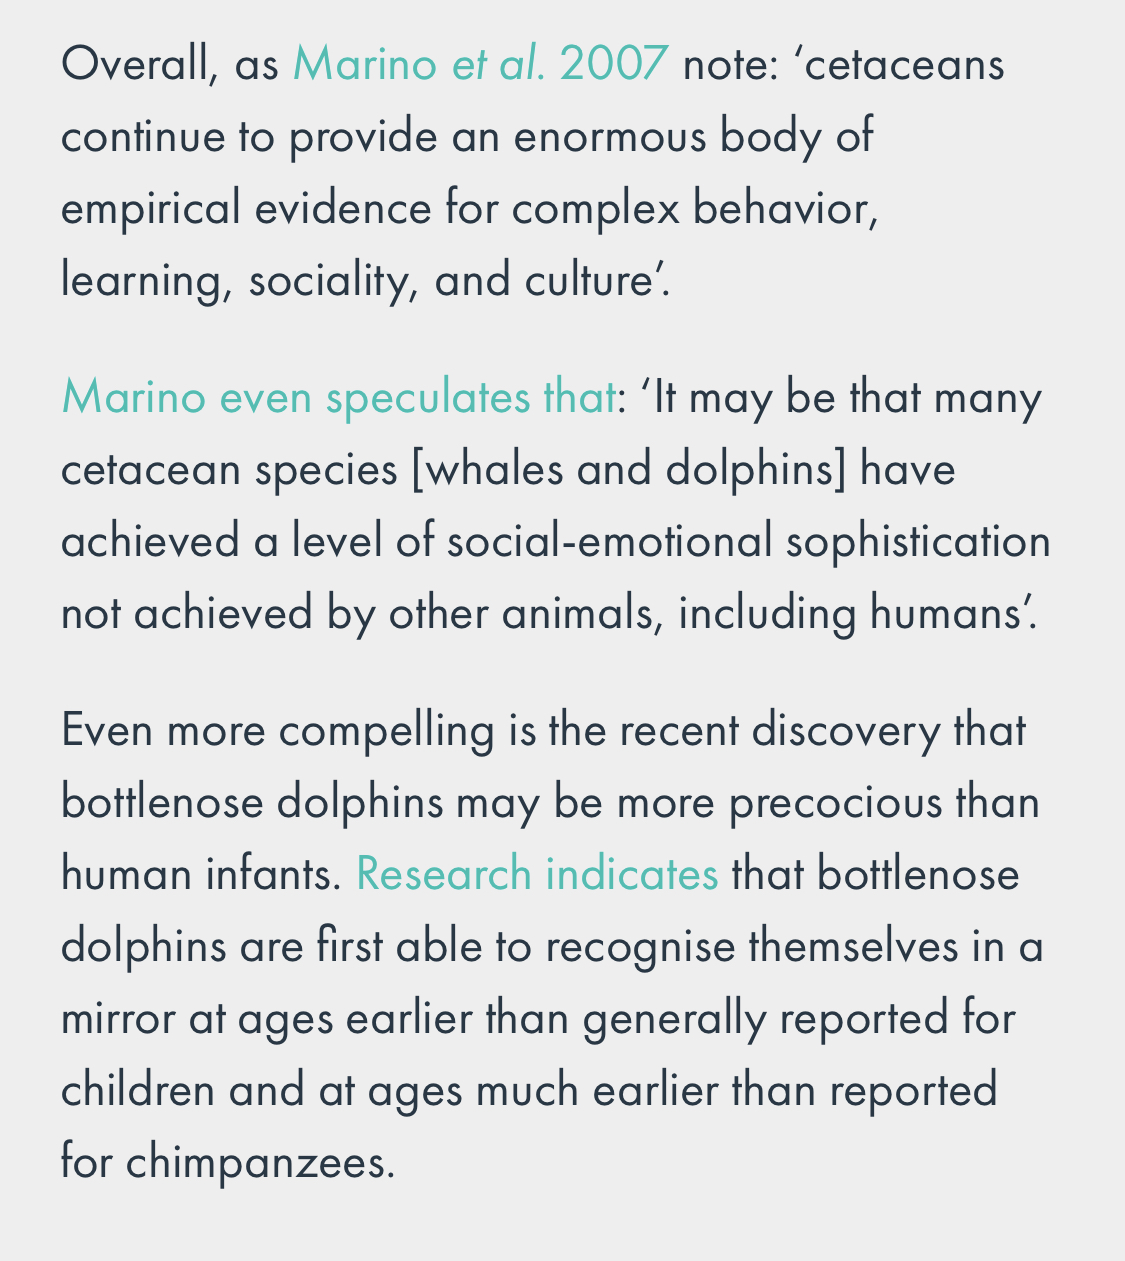 Overall, as Marino et al. 2007 note: ‘cetaceans
continue to provide an enormous body of
empirical evidence for complex behavior,
learning, sociality, and culture’.
Marino even speculates that: ‘It may be that many
cetacean species [whales and dolphins] have
achieved a level of social-emotional sophistication
not achieved by other animals, including humans’.
Even more compelling is the recent discovery that
bottlenose dolphins may be more precocious than
human infants. Research indicates that bottlenose
dolphins are first able to recognise themselves in a
mirror at ages earlier than generally reported for
children and at ages much earlier than reported
for chimpanzees.